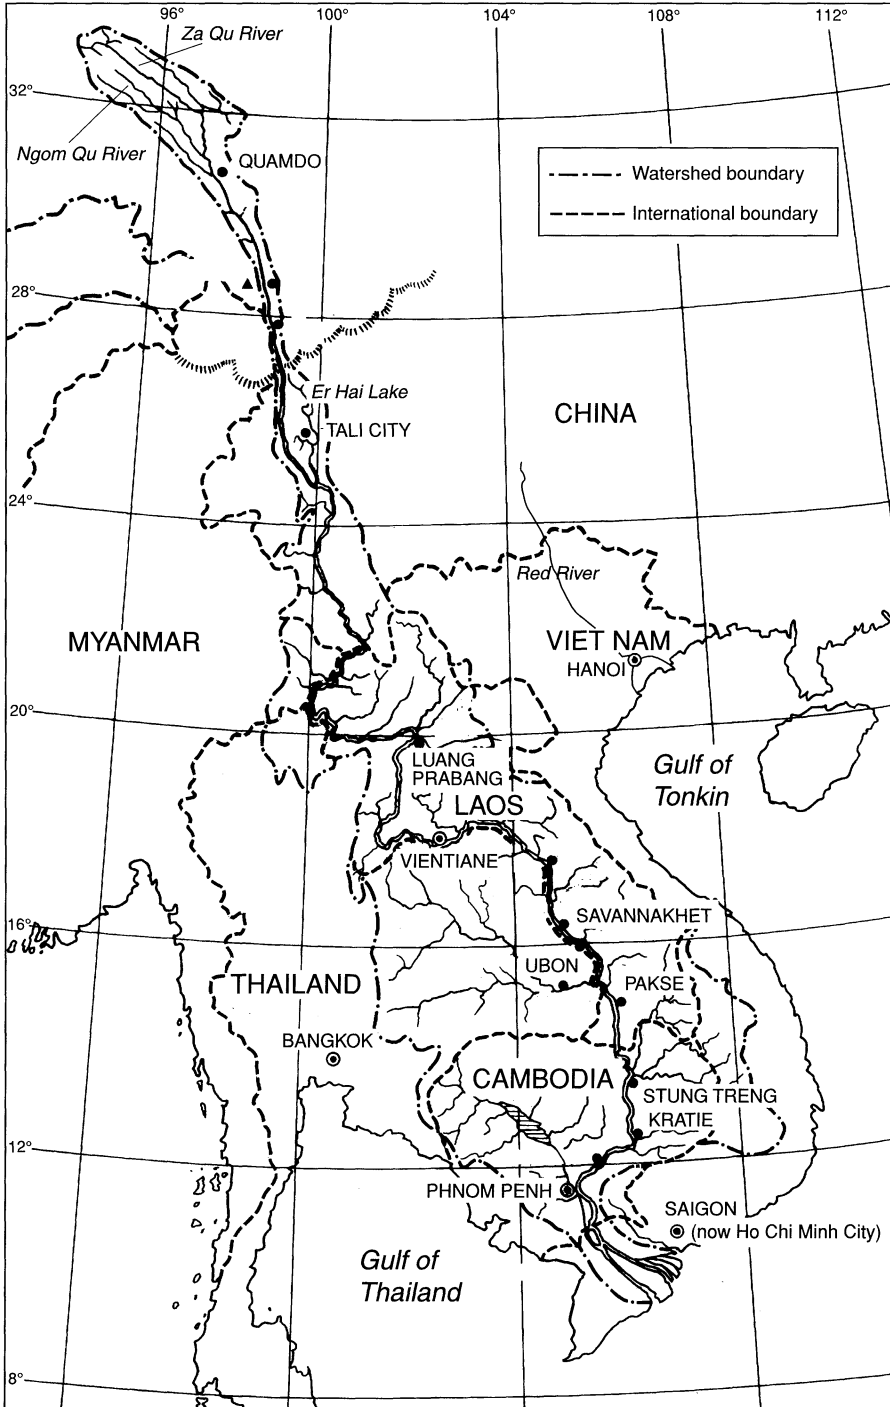 96°
100°
104°
108°
112°
Za Qu River
32°
Ngom Qu River
QUAMDO
Watershed boundary
International boundary
28°
Er Hai Lake
TALI CITY
CHINA
24°
Red River
MYANMAR
VIET NAM
HANOI
20°
LUANG
PRABANG
Gulf of
Tonkin
LAOS
VIENTIANE
SAVANNAKHET
16°
UBON
PAKSE
THAILAND
BANGKOK
CAMBODIA
STUNG TRENG
KRATIE
12°
PHNOM PENH
SAIGON
(now Ho Chi Minh City)
Gulf of
Thailand
8°